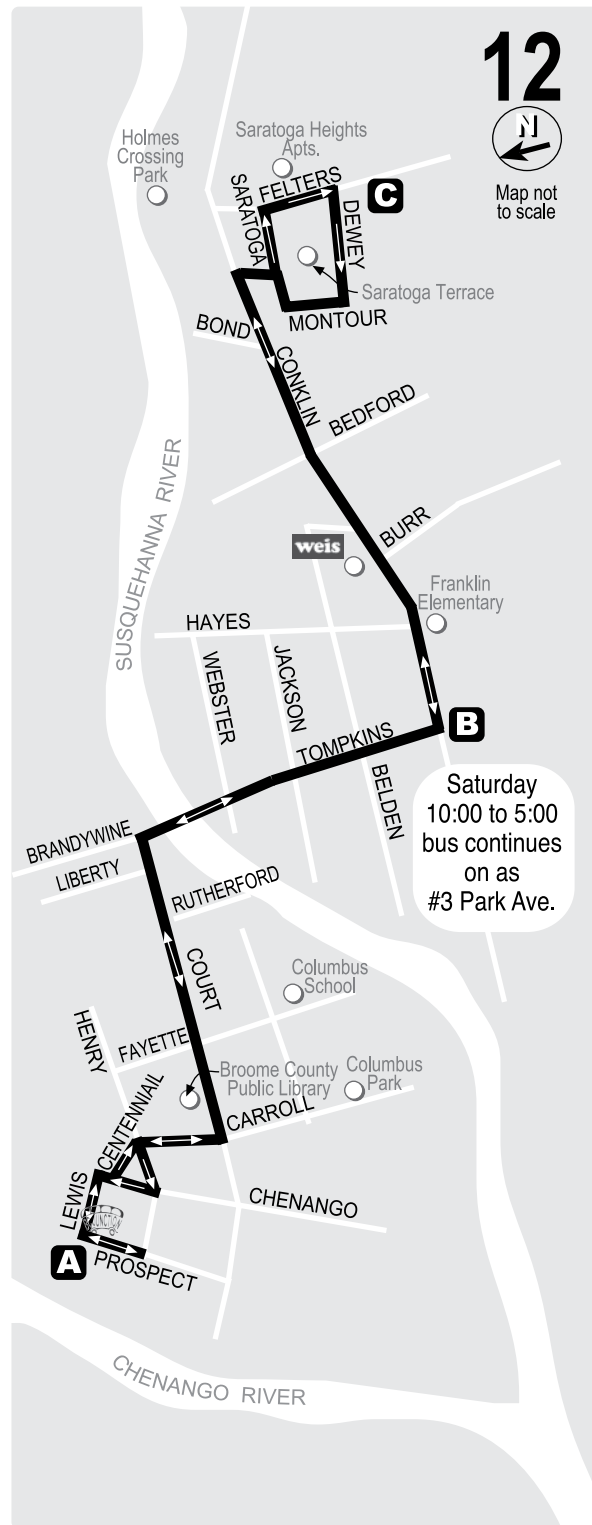 12
N
Map not
to scale
Holmes
Crossing
Park
Saratoga Heights
Apts.
SARATOGA
FELTERS
C
DEWEY
Saratoga Terrace
MONTOUR
BOND
CONKLIN
BEDFORD
SUSQUEHANNA RIVER
BURR
weis
Franklin
Elementary
HAYES
WEBSTER
JACKSON
TOMPKINS
B
BELDEN
Saturday
10:00 to 5:00
bus continues
on as
#3 Park Ave.
BRANDYWINE
LIBERTY
RUTHERFORD
COURT
Columbus
School
HENRY
FAYETTE
Broome County
Public Library
Columbus
Park
CENTENNIAIL
CARROLL
LEWIS
CHENANGO
JUNCTION
A
PROSPECT
CHENANGO RIVER